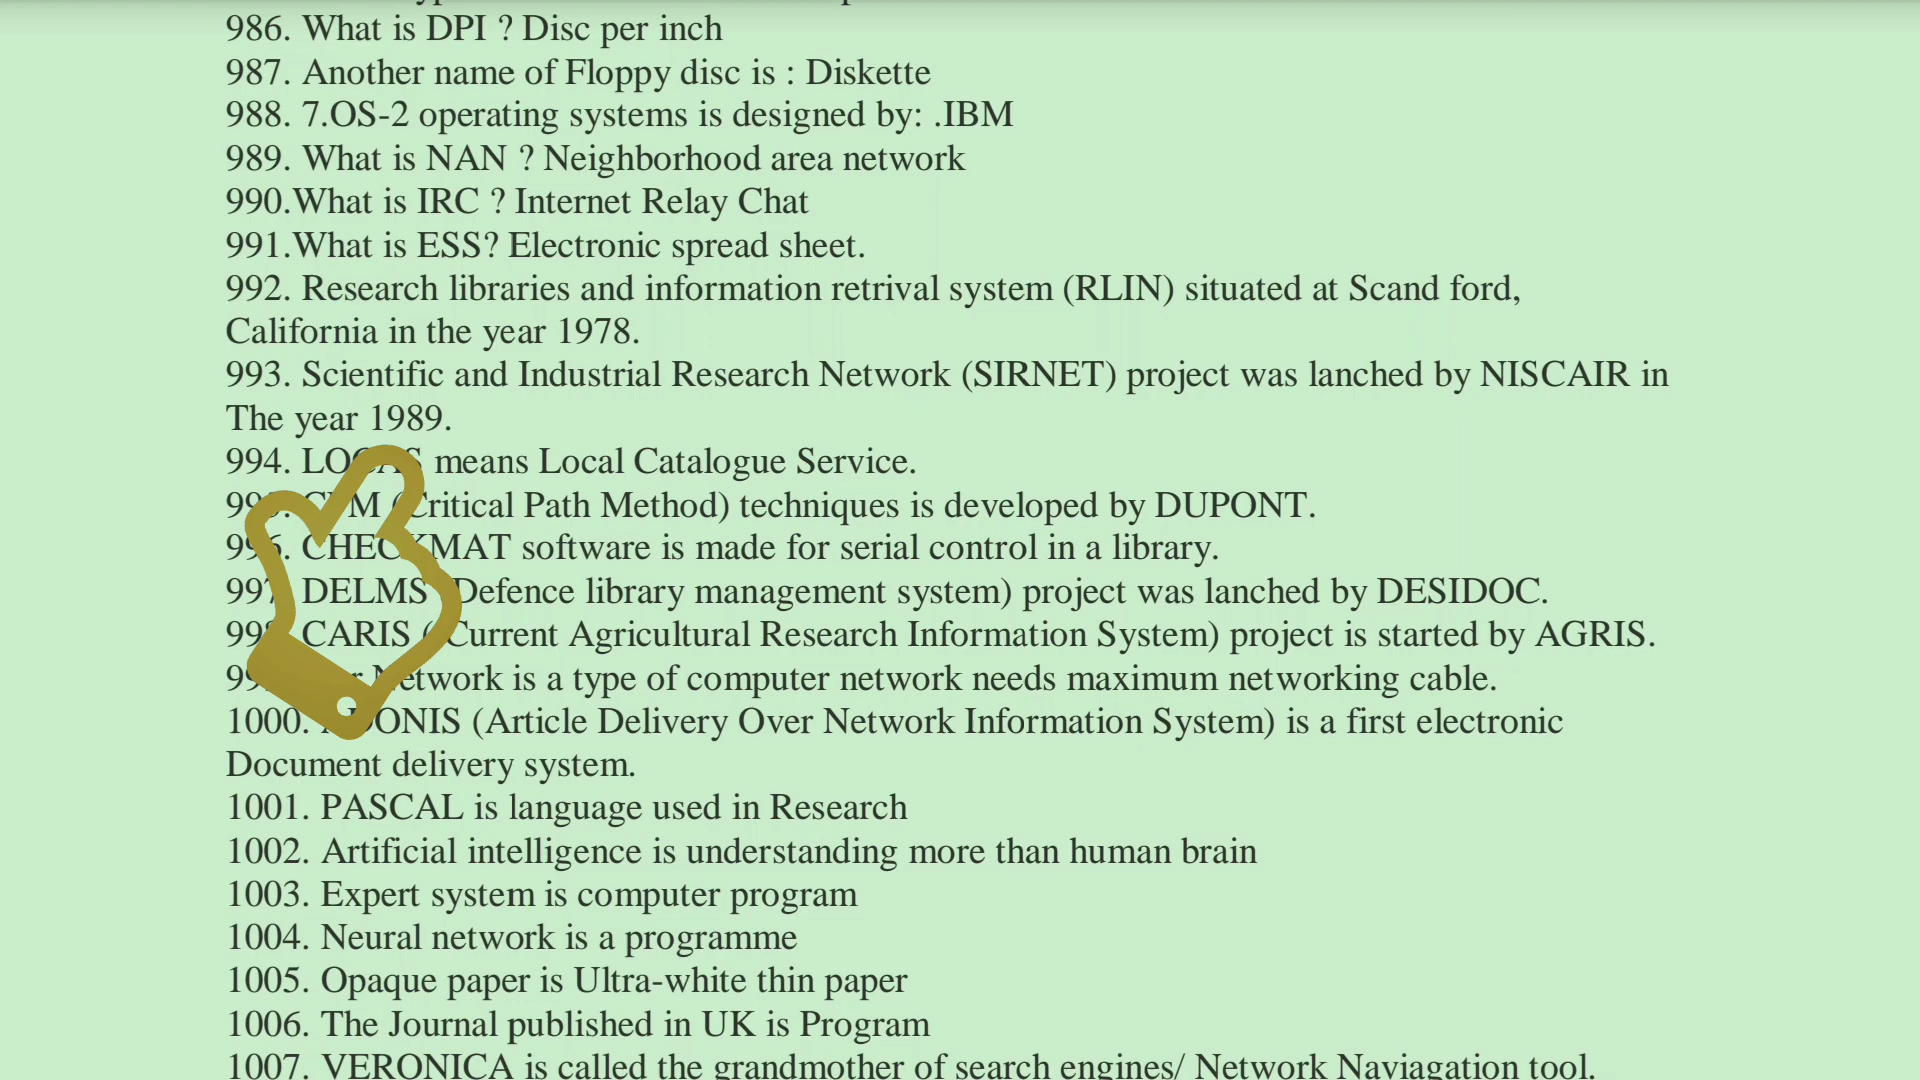 986. What is DPI ? Disc per inch
987. Another name of Floppy disc is : Diskette
988. 7.OS-2 operating systems is designed by: .IBM
989. What is NAN ? Neighborhood area network
990.What is IRC ? Internet Relay Chat
991.What is ESS? Electronic spread sheet.
992. Research libraries and information retrival system (RLIN) situated at Scand ford,
California in the year 1978.
993. Scientific and Industrial Research Network (SIRNET) project was lanched by NISCAIR in
The year 1989.
994. LOCAS means Local Catalogue Service.
(Critical Path Method) techniques is developed by DUPONT.
996. CHECKMAT software is made for serial control in a library.
997. DELMS (Defence library management system) project was lanched by DESIDOC.
CARIS ( Current Agricultural Research Information System) project is started by AGRIS.
Network is a type of computer network needs maximum networking cable.
1000. ADONIS (Article Delivery Over Network Information System) is a first electronic
Document delivery system.
1001. PASCAL is language used in Research
1002. Artificial intelligence is understanding more than human brain
1003. Expert system is computer program
1004. Neural network is a programme
1005. Opaque paper is Ultra-white thin paper
1006. The Journal published in UK is Program
1007. VERONICA is called the grandmother of search engines/ Network Naviagation tool.